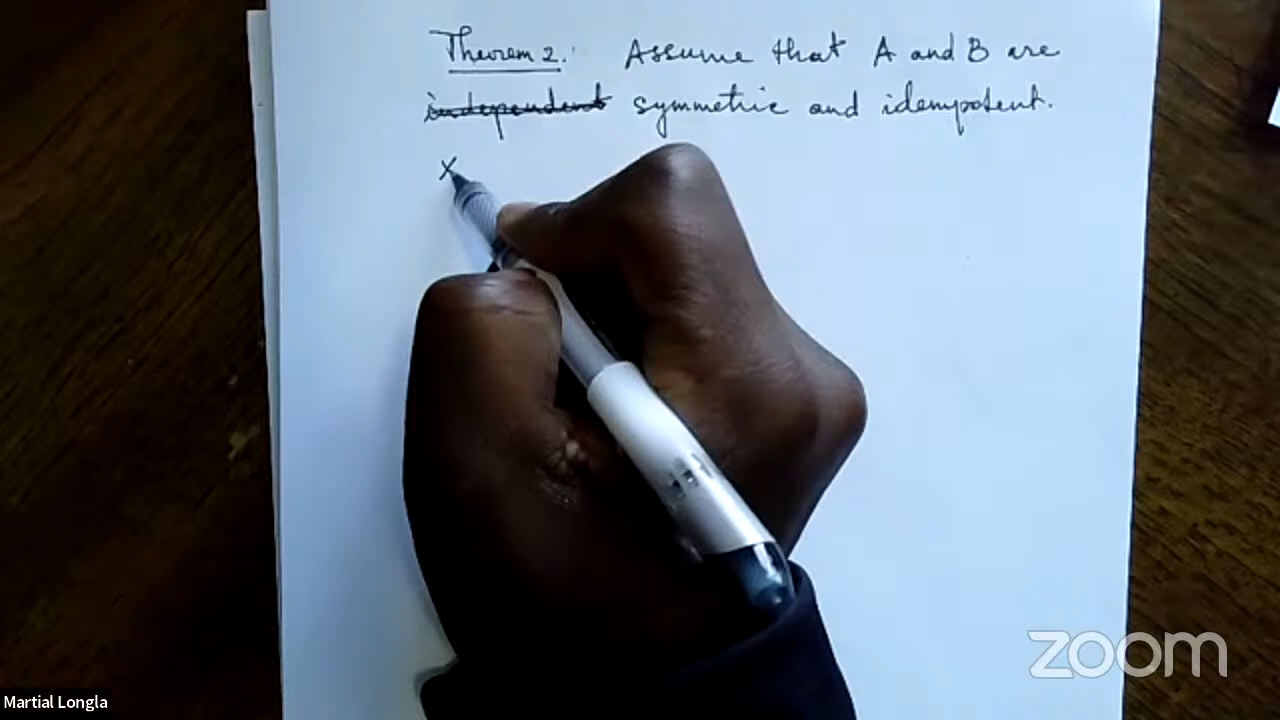 Theorem 2: Assume that A and B are
independent symmetric and idempotent.
X
zoom
Martial Longla